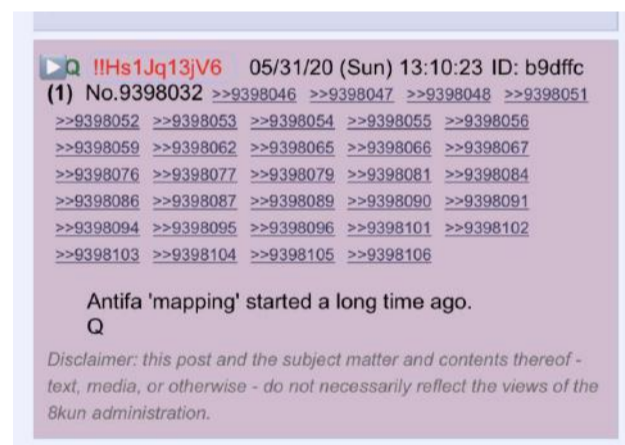 Q !!Hs1Jq13jV6 05/31/20 (Sun) 13:10:23 ID: b9dffc
(1) No.9398032 >>9398046 >>9398047 >>9398048 >>9398051
>>9398052 >>9398053 >>9398054 >>9398055 >>9398056
>>9398059 >>9398062 >>9398065 >>9398066 >>9398067
>>9398076 >>9398077 >>9398079 >>9398081 >>9398084
>>9398086 >>9398087 >>9398089 >>9398090 >>9398091
>>9398094 >>9398095 >>9398096 >>9398101 >>9398102
>>9398103 >>9398104 >>9398105 >>9398106
Antifa 'mapping' started a long time ago.
Q
Disclaimer: this post and the subject matter and contents thereof -
text, media, or otherwise - do not necessarily reflect the views of the
8kun administration.